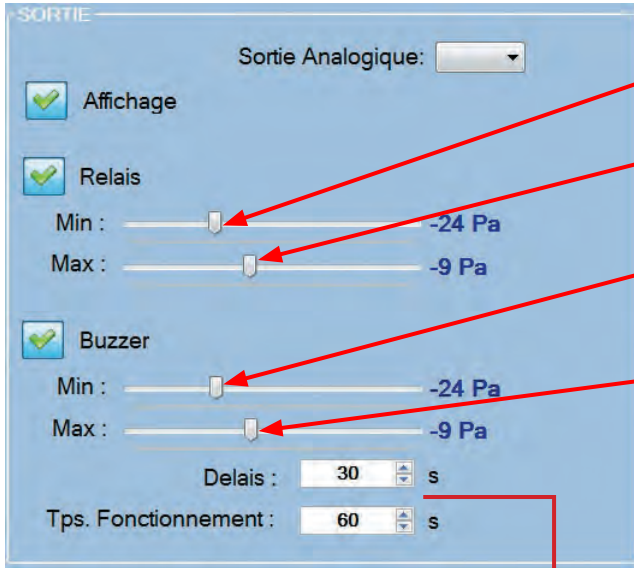 SORTIE
Sortie Analogique:
Affichage
Relais
Min : -24 Pa
Max : -9 Pa
Buzzer
Min : -24 Pa
Max : -9 Pa
Delais : 30 s
Tps. Fonctionnement : 60 s